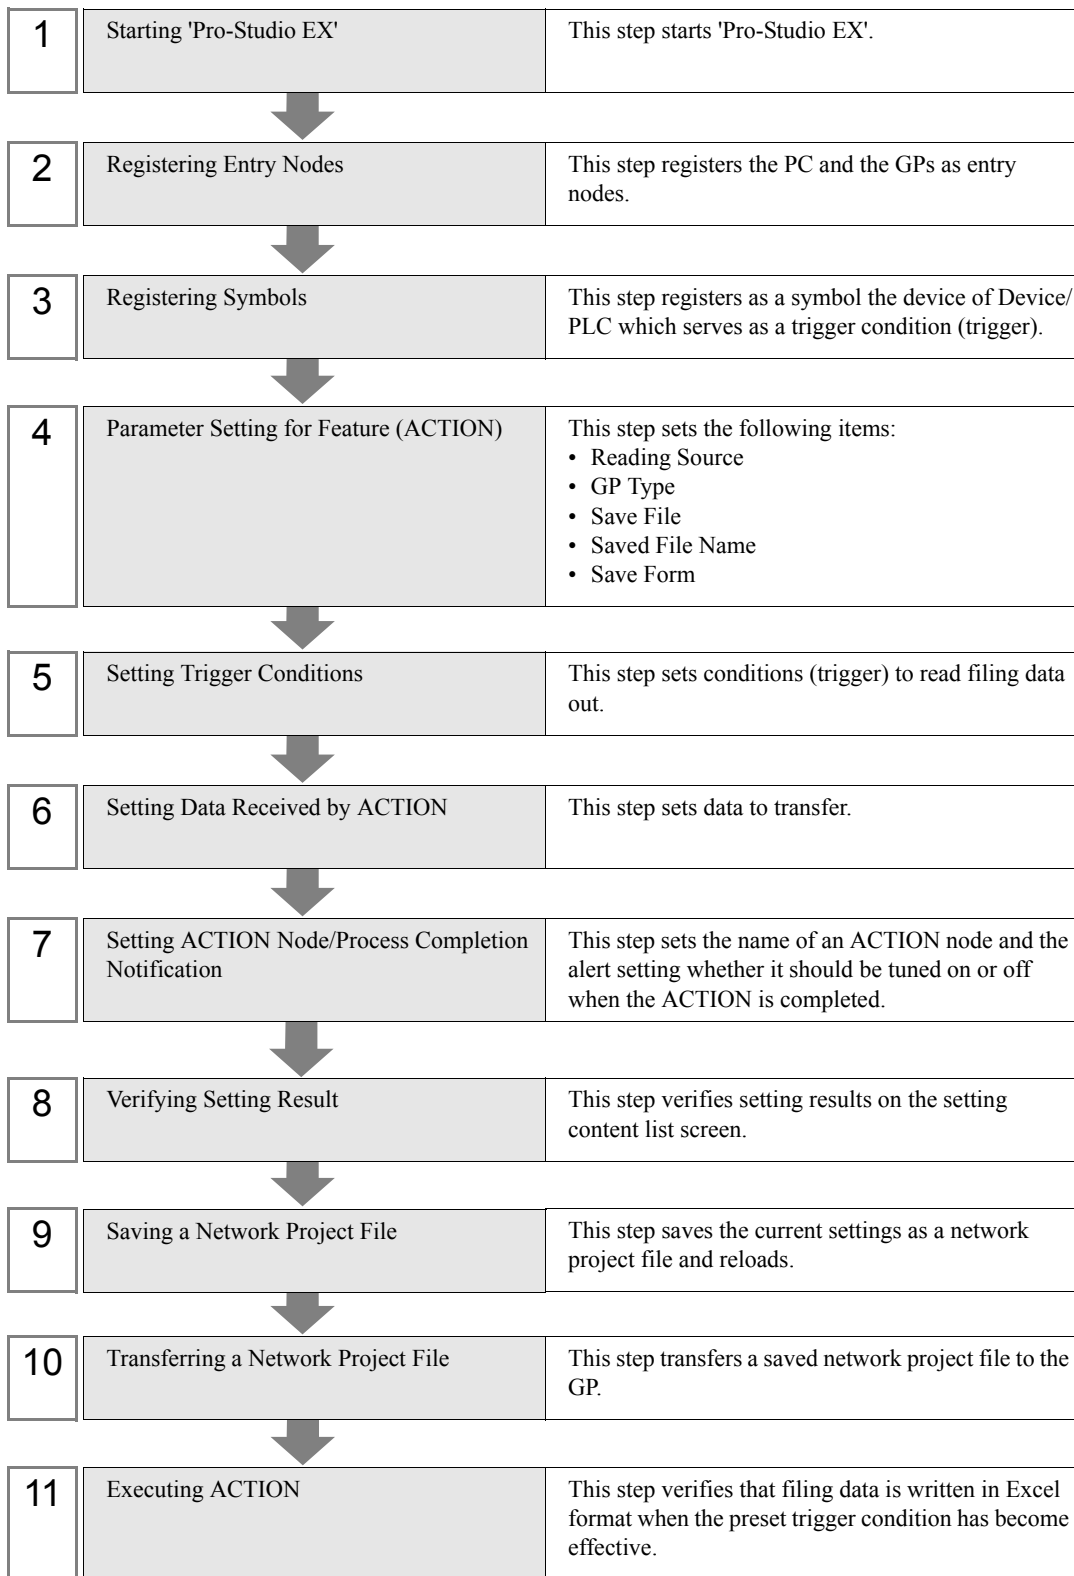 1
Starting 'Pro-Studio EX'
This step starts 'Pro-Studio EX'.
2
Registering Entry Nodes
This step registers the PC and the GPs as entry
nodes.
3
Registering Symbols
This step registers as a symbol the device of Device/
PLC which serves as a trigger condition (trigger).
4
Parameter Setting for Feature (ACTION)
This step sets the following items:
• Reading Source
• GP Type
• Save File
• Saved File Name
• Save Form
5
Setting Trigger Conditions
This step sets conditions (trigger) to read filing data
out.
6
Setting Data Received by ACTION
This step sets data to transfer.
7
Setting ACTION Node/Process Completion
Notification
This step sets the name of an ACTION node and the
alert setting whether it should be tuned on or off
when the ACTION is completed.
8
Verifying Setting Result
This step verifies setting results on the setting
content list screen.
9
Saving a Network Project File
This step saves the current settings as a network
project file and reloads.
10
Transferring a Network Project File
This step transfers a saved network project file to the
GP.
11
Executing ACTION
This step verifies that filing data is written in Excel
format when the preset trigger condition has become
effective.